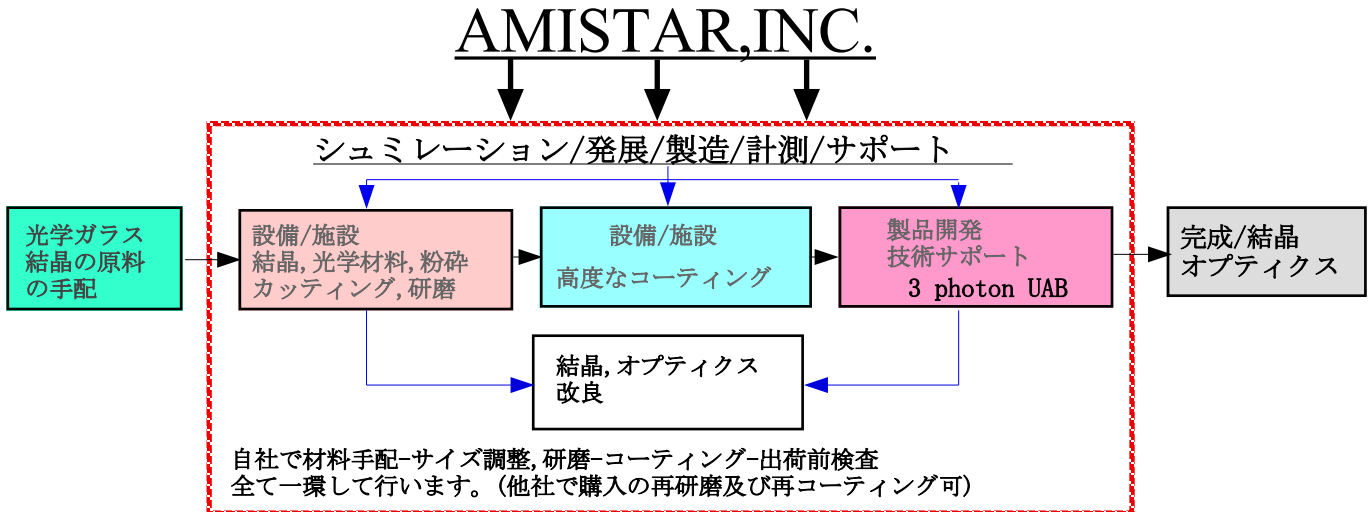 AMISTAR,INC.
シュミレーション/発展/製造/計測/サポート
光学ガラス
結晶の原料
の手配
設備/施設
結晶,光学材料,粉砕
カッティング,研磨
設備/施設
高度なコーティング
製品開発
技術サポート
3 photon UAB
完成/結晶
オプティクス
結晶,オプティクス
改良
自社で材料手配-サイズ調整,研磨-コーティング-出荷前検査
全て一環して行います。(他社で購入の再研磨及び再コーティング可)